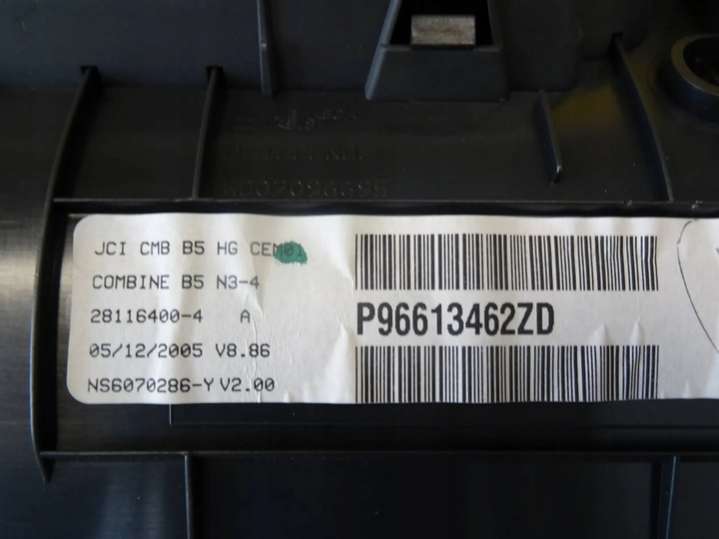 JCI CMB B5 HG CEM01
COMBINE B5 N3-4
28116400-4 A
05/12/2005 V8.86
NS6070286-Y V2.00
P96613462ZD